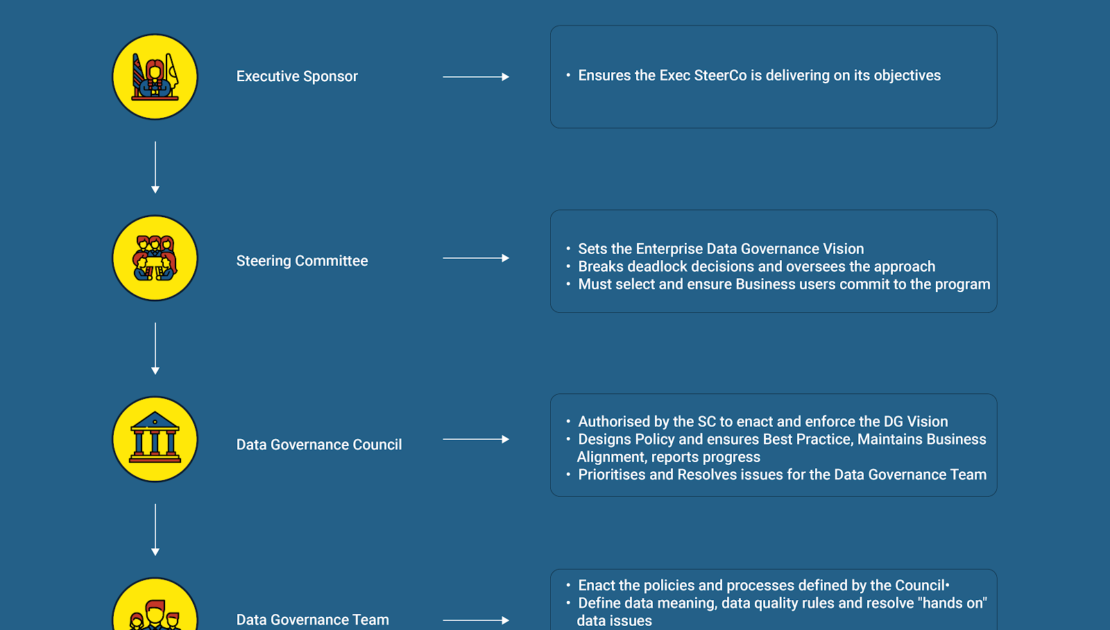 Executive Sponsor
• Ensures the Exec SteerCo is delivering on its objectives
Steering Committee
• Sets the Enterprise Data Governance Vision
• Breaks deadlock decisions and oversees the approach
• Must select and ensure Business users commit to the program
Data Governance Council
• Authorised by the SC to enact and enforce the DG Vision
• Designs Policy and ensures Best Practice, Maintains Business
Alignment, reports progress
• Prioritises and Resolves issues for the Data Governance Team
Data Governance Team
• Enact the policies and processes defined by the Council•
• Define data meaning, data quality rules and resolve "hands on"
data issues